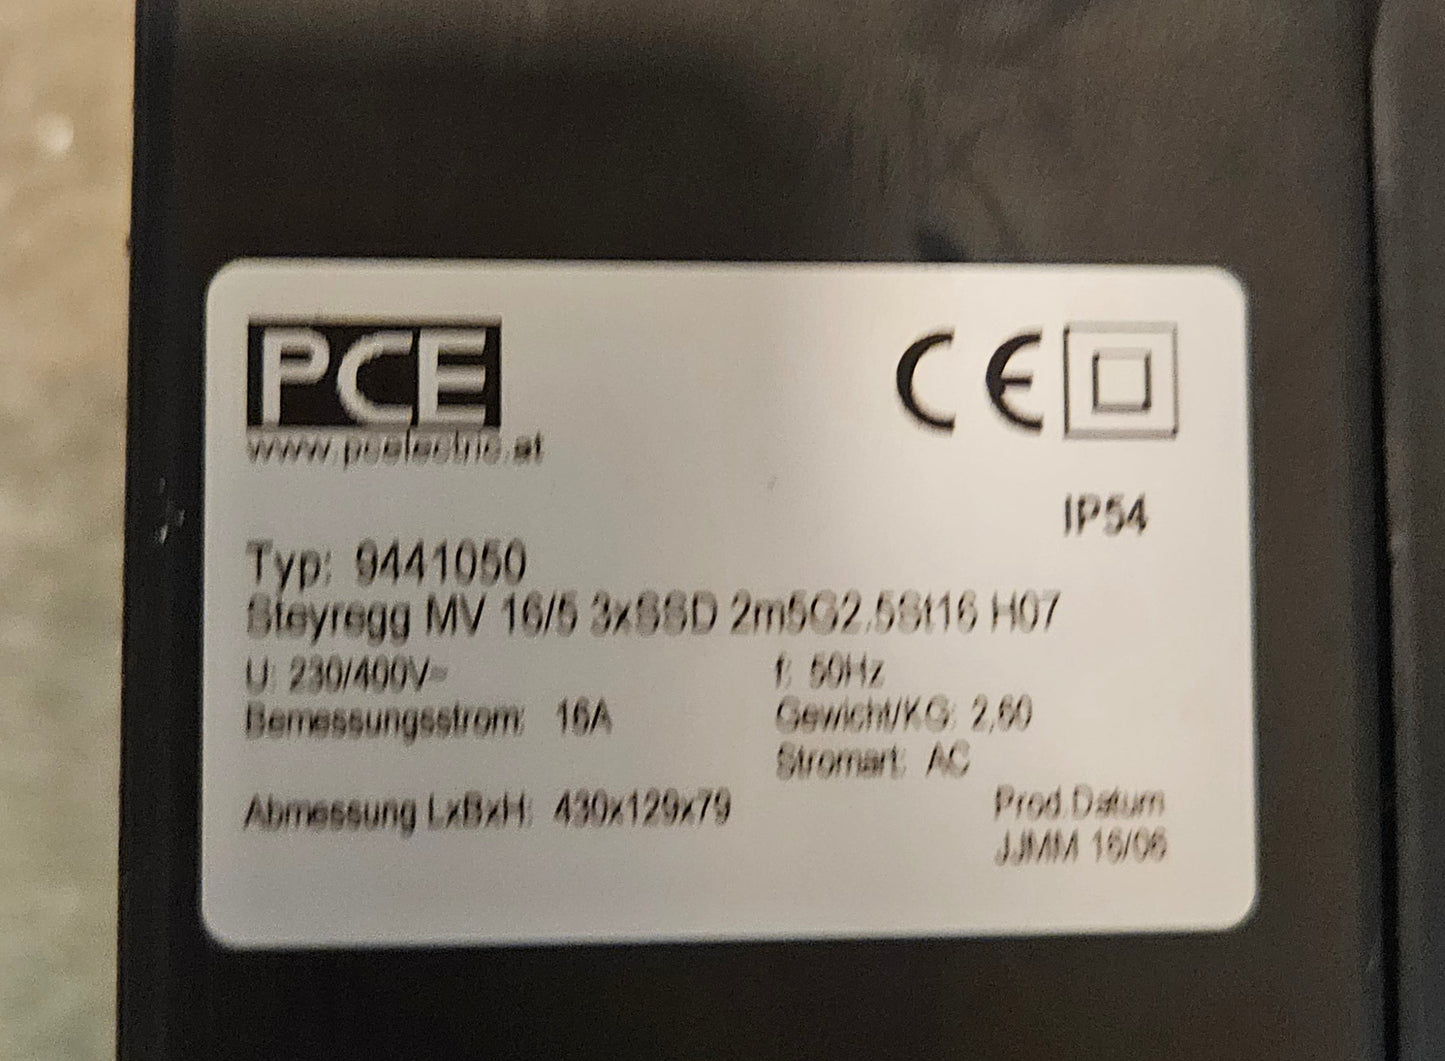 PCE
CE
www.pcelectric.at
IP54
Typ: 9441050
Steyregg MV 16/5 3xSSD 2m5G2,5St16 H07
U: 230/400V~
f: 50Hz
Bemessungsstrom: 16A
Gewicht/KG: 2,60
Stromart: AC
Abmessung LxBxH: 430x129x79
Prod.Datum
JJMM 16/06